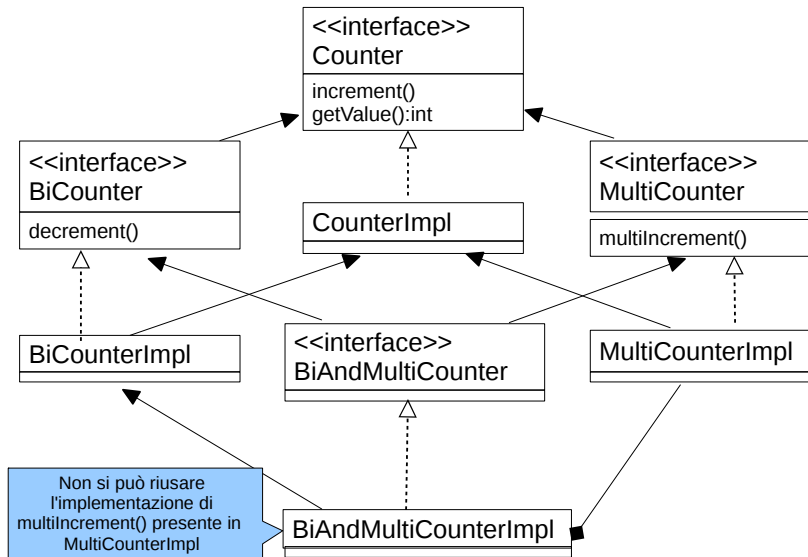 <<interface>>
Counter
increment()
getValue():int
<<interface>>
BiCounter
decrement()
CounterImpl
<<interface>>
MultiCounter
multiIncrement()
BiCounterImpl
<<interface>>
BiAndMultiCounter
MultiCounterImpl
Non si può riusare
l'implementazione di
multiIncrement() presente in
MultiCounterImpl
BiAndMultiCounterImpl